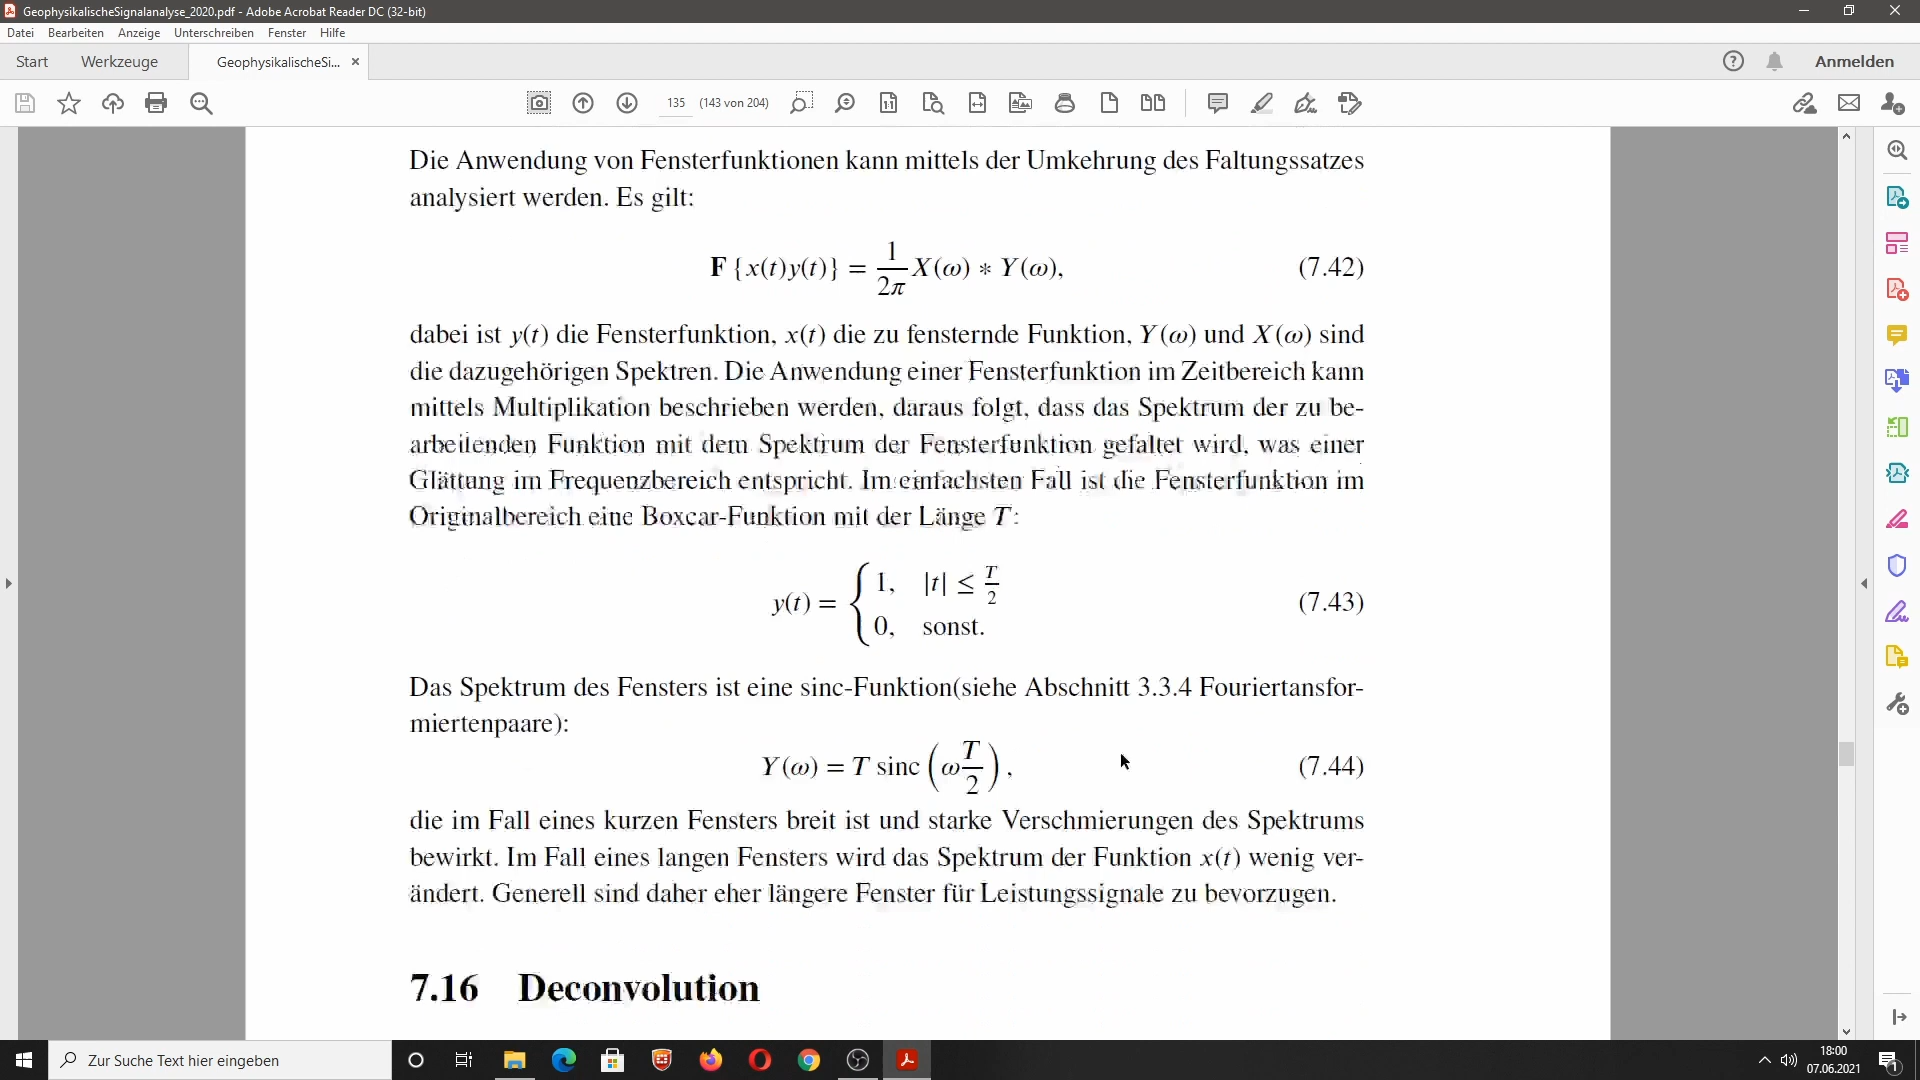 GeophysikalischeSignalanalyse_2020.pdf - Adobe Acrobat Reader DC (32-bit)
Datei Bearbeiten Anzeige Unterschreiben Fenster Hilfe
Start Werkzeuge GeophysikalischeSi... × Anmelden
135 (143 von 204)
Die Anwendung von Fensterfunktionen kann mittels der Umkehrung des Faltungssatzes
analysiert werden. Es gilt:
F {x(t)y(t)} = 1/2π X(ω) ∗ Y(ω), (7.42)
dabei ist y(t) die Fensterfunktion, x(t) die zu fensternde Funktion, Y(ω) und X(ω) sind
die dazugehörigen Spektren. Die Anwendung einer Fensterfunktion im Zeitbereich kann
mittels Multiplikation beschrieben werden, daraus folgt, dass das Spektrum der zu be-
arbeitenden Funktion mit dem Spektrum der Fensterfunktion gefaltet wird, was einer
Glättung im Frequenzbereich entspricht. Im einfachsten Fall ist die Fensterfunktion im
Originalbereich eine Boxcar-Funktion mit der Länge T:
y(t) = { 1, |t| ≤ T/2
0, sonst. (7.43)
Das Spektrum des Fensters ist eine sinc-Funktion(siehe Abschnitt 3.3.4 Fouriertansfor-
miertenpaare):
Y(ω) = T sinc (ω T/2), (7.44)
die im Fall eines kurzen Fensters breit ist und starke Verschmierungen des Spektrums
bewirkt. Im Fall eines langen Fensters wird das Spektrum der Funktion x(t) wenig ver-
ändert. Generell sind daher eher längere Fenster für Leistungssignale zu bevorzugen.
7.16 Deconvolution
Zur Suche Text hier eingeben
18:00
07.06.2021
1